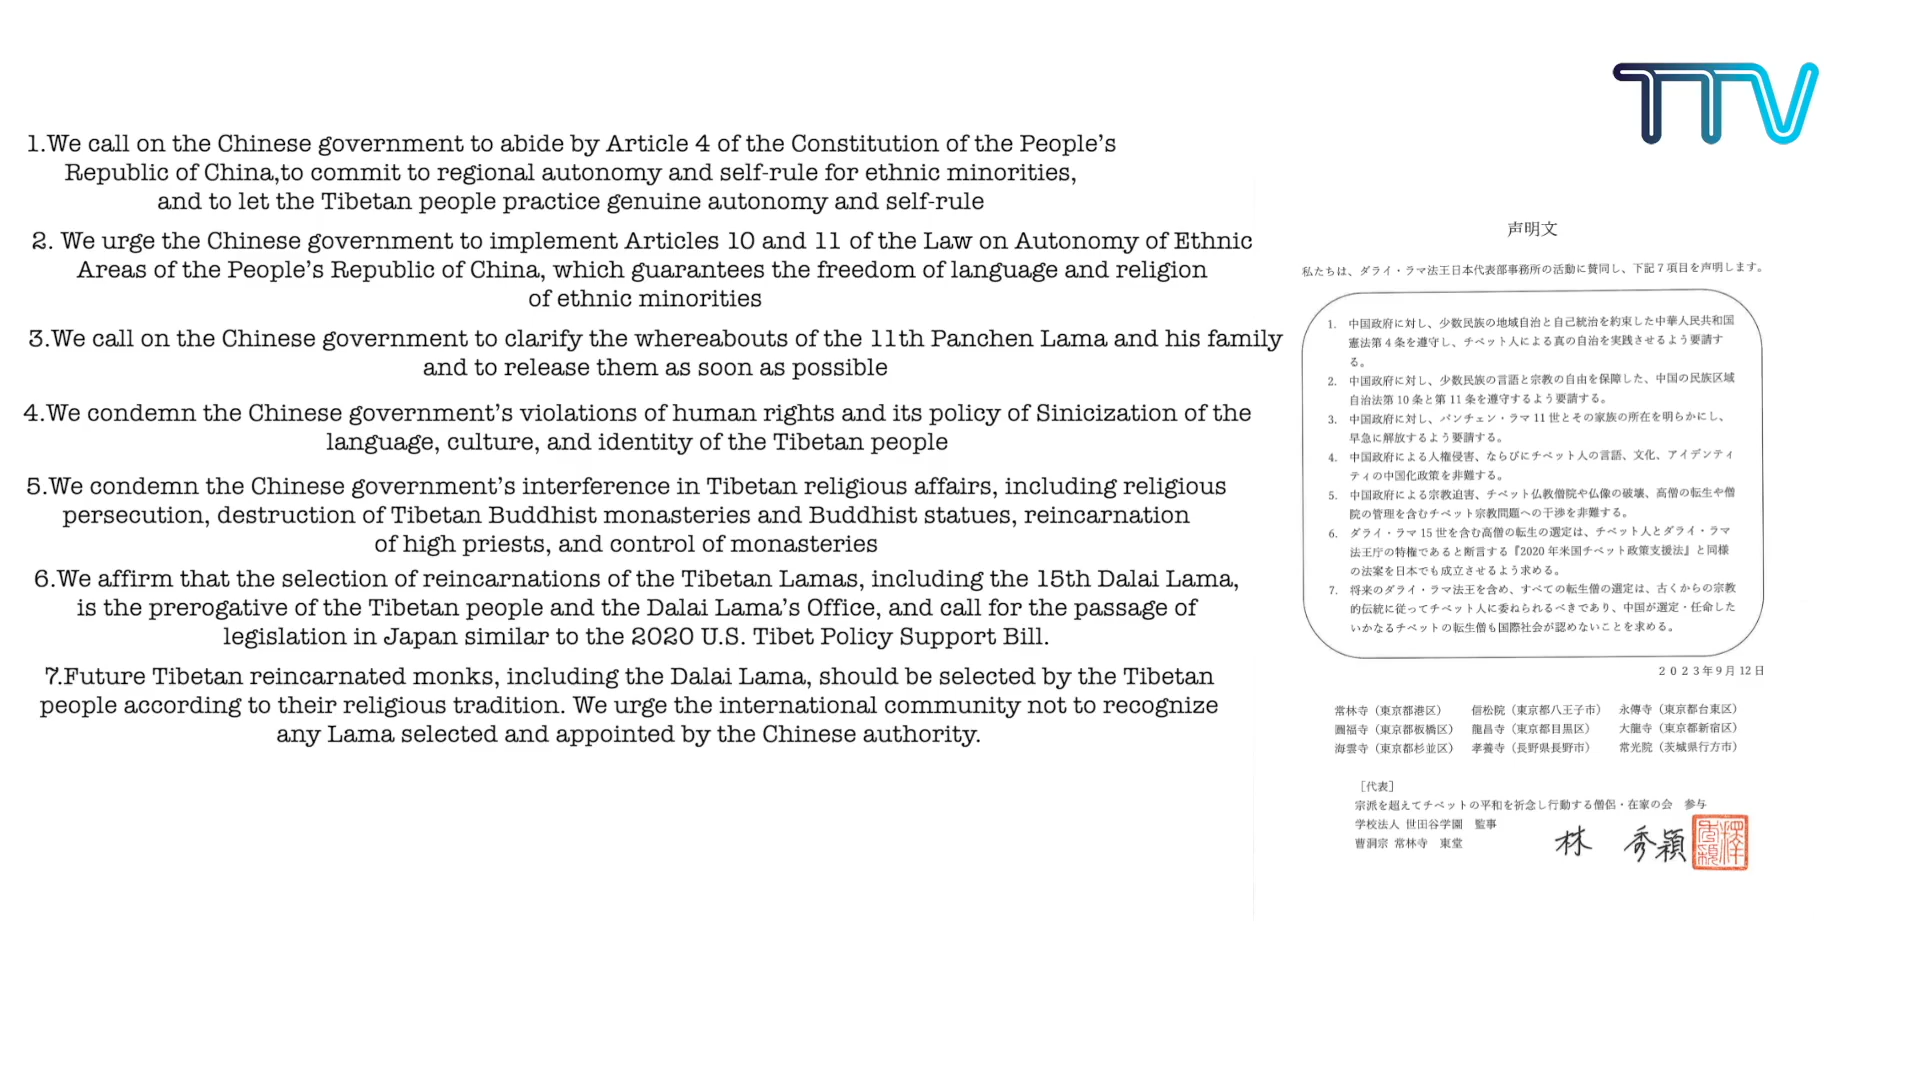 TTV
1.We call on the Chinese government to abide by Article 4 of the Constitution of the People's
Republic of China,to commit to regional autonomy and self-rule for ethnic minorities,
and to let the Tibetan people practice genuine autonomy and self-rule
2. We urge the Chinese government to implement Articles 10 and 11 of the Law on Autonomy of Ethnic
Areas of the People's Republic of China, which guarantees the freedom of language and religion
of ethnic minorities
3.We call on the Chinese government to clarify the whereabouts of the 11th Panchen Lama and his family
and to release them as soon as possible
4.We condemn the Chinese government's violations of human rights and its policy of Sinicization of the
language, culture, and identity of the Tibetan people
5.We condemn the Chinese government's interference in Tibetan religious affairs, including religious
persecution, destruction of Tibetan Buddhist monasteries and Buddhist statues, reincarnation
of high priests, and control of monasteries
6.We affirm that the selection of reincarnations of the Tibetan Lamas, including the 15th Dalai Lama,
is the prerogative of the Tibetan people and the Dalai Lama's Office, and call for the passage of
legislation in Japan similar to the 2020 U.S. Tibet Policy Support Bill.
7.Future Tibetan reincarnated monks, including the Dalai Lama, should be selected by the Tibetan
people according to their religious tradition. We urge the international community not to recognize
any Lama selected and appointed by the Chinese authority.
声明文
私たちは、ダライ・ラマ法王日本代表部事務所の活動に賛同し、下記7項目を声明します。
1. 中国政府に対し、少数民族の地域自治と自己統治を約束した中華人民共和国
憲法第4条を遵守し、チベット人による真の自治を実践させるよう要請す
る。
2. 中国政府に対し、少数民族の言語と宗教の自由を保障した、中国の民族区域
自治法第10条と第11条を遵守するよう要請する。
3. 中国政府に対し、パンチェン・ラマ11世とその家族の所在を明らかにし、
早急に解放するよう要請する。
4. 中国政府による人権侵害、ならびにチベット人の言語、文化、アイデンティ
ティの中国化政策を非難する。
5. 中国政府による宗教迫害、チベット仏教僧院や仏像の破壊、高僧の転生や僧
院の管理を含むチベット宗教問題への干渉を非難する。
6. ダライ・ラマ15世を含む高僧の転生の選定は、チベット人とダライ・ラマ
法王庁の特権であると断言する『2020年米国チベット政策支援法』と同様
の法案を日本でも成立させるよう求める。
7. 将来のダライ・ラマ法王を含め、すべての転生僧の選定は、古くからの宗教
的伝統に従ってチベット人に委ねられるべきであり、中国が選定・任命した
いかなるチベットの転生僧も国際社会が認めないことを求める。
2023年9月12日
常林寺（東京都港区） 信松院（東京都八王子市） 永傳寺（東京都台東区）
圓福寺（東京都板橋区） 龍昌寺（東京都目黒区） 大龍寺（東京都新宿区）
海雲寺（東京都杉並区） 孝養寺（長野県長野市） 常光院（茨城県行方市）
［代表］
宗派を超えてチベットの平和を祈念し行動する僧侶・在家の会 参与
学校法人 世田谷学園 監事
曹洞宗 常林寺 東堂
林 秀穎